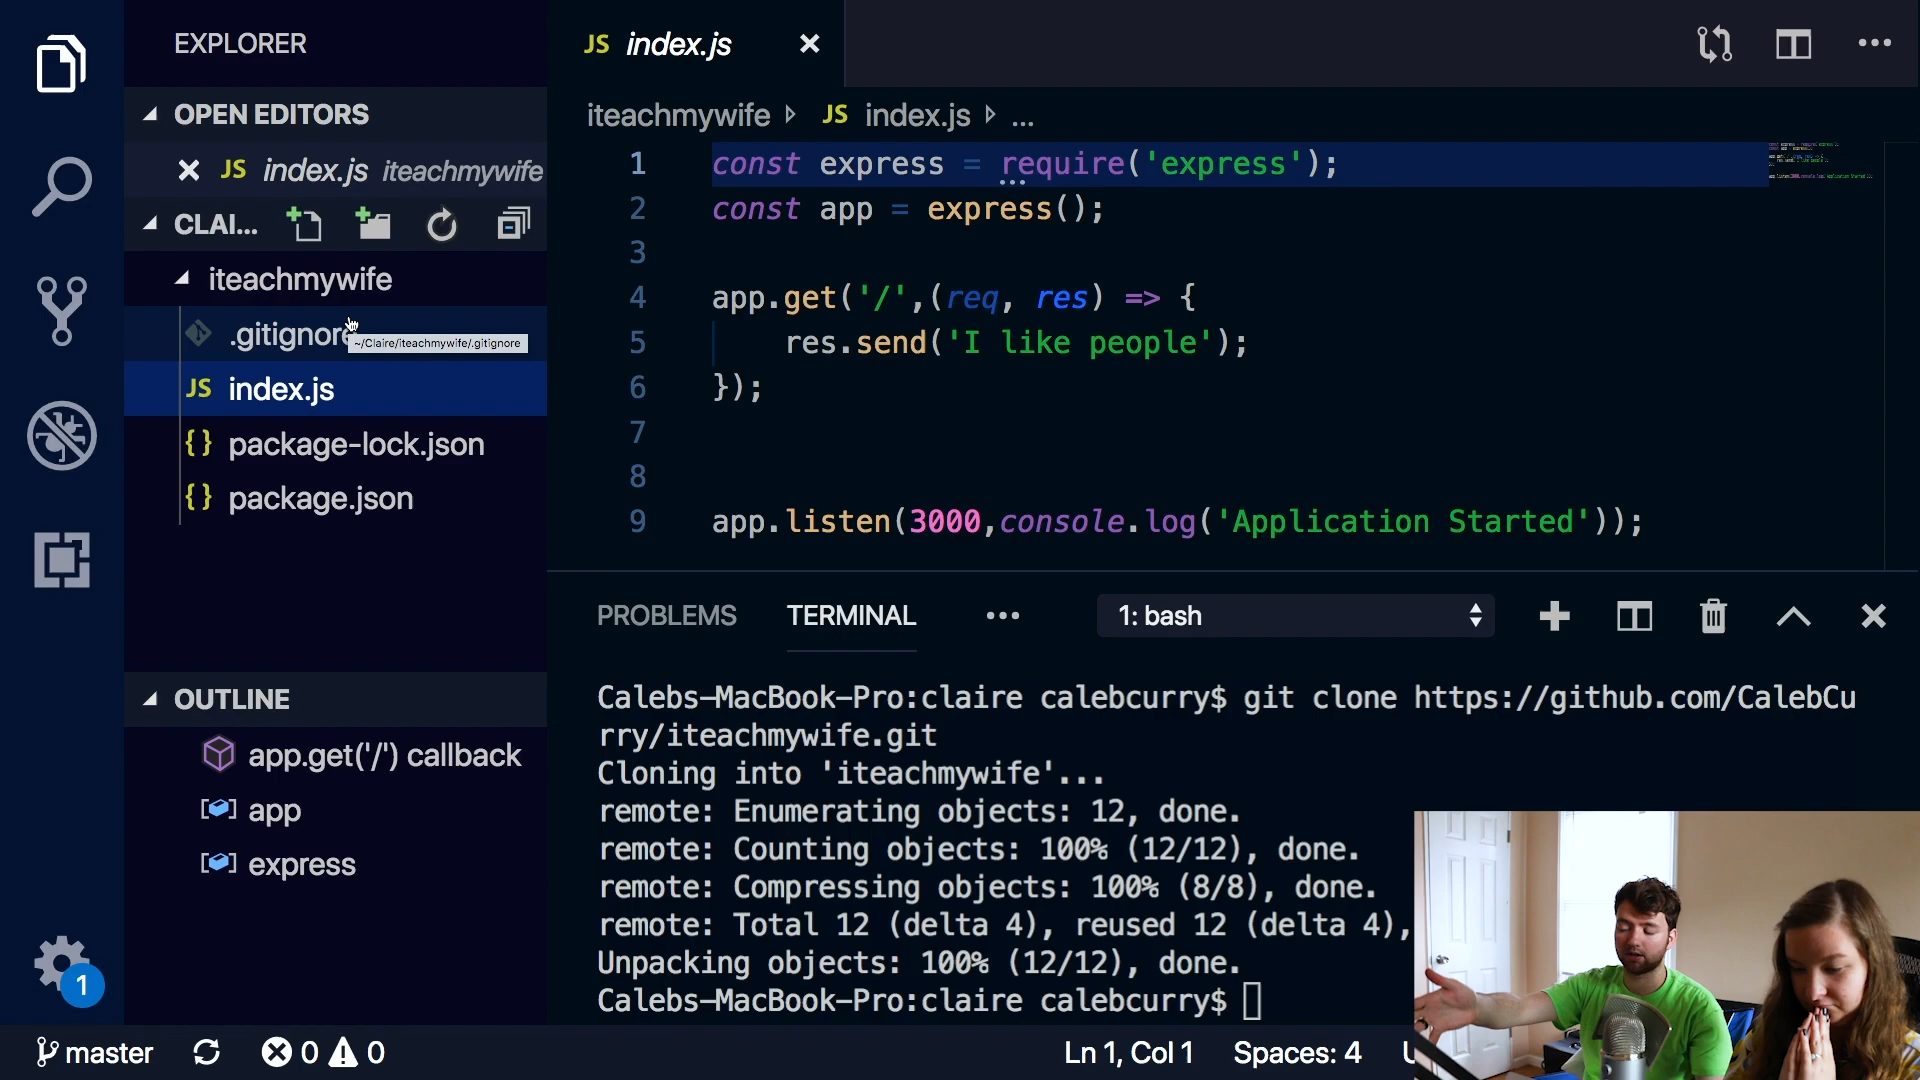 EXPLORER
OPEN EDITORS
JS index.js iteachmywife
CLAI...
iteachmywife
.gitignore
~/Claire/iteachmywife/.gitignore
JS index.js
{} package-lock.json
{} package.json
OUTLINE
app.get('/') callback
app
express
1
master
0 0
JS index.js
iteachmywife JS index.js ...
1 const express = require('express');
2 const app = express();
3
4 app.get('/',(req, res) => {
5 res.send('I like people');
6 });
7
8
9 app.listen(3000,console.log('Application Started'));
PROBLEMS TERMINAL ... 1: bash
Calebs-MacBook-Pro:claire calebcurry$ git clone https://github.com/CalebCu
rry/iteachmywife.git
Cloning into 'iteachmywife'...
remote: Enumerating objects: 12, done.
remote: Counting objects: 100% (12/12), done.
remote: Compressing objects: 100% (8/8), done.
remote: Total 12 (delta 4), reused 12 (delta 4),
Unpacking objects: 100% (12/12), done.
Calebs-MacBook-Pro:claire calebcurry$
Ln 1, Col 1 Spaces: 4